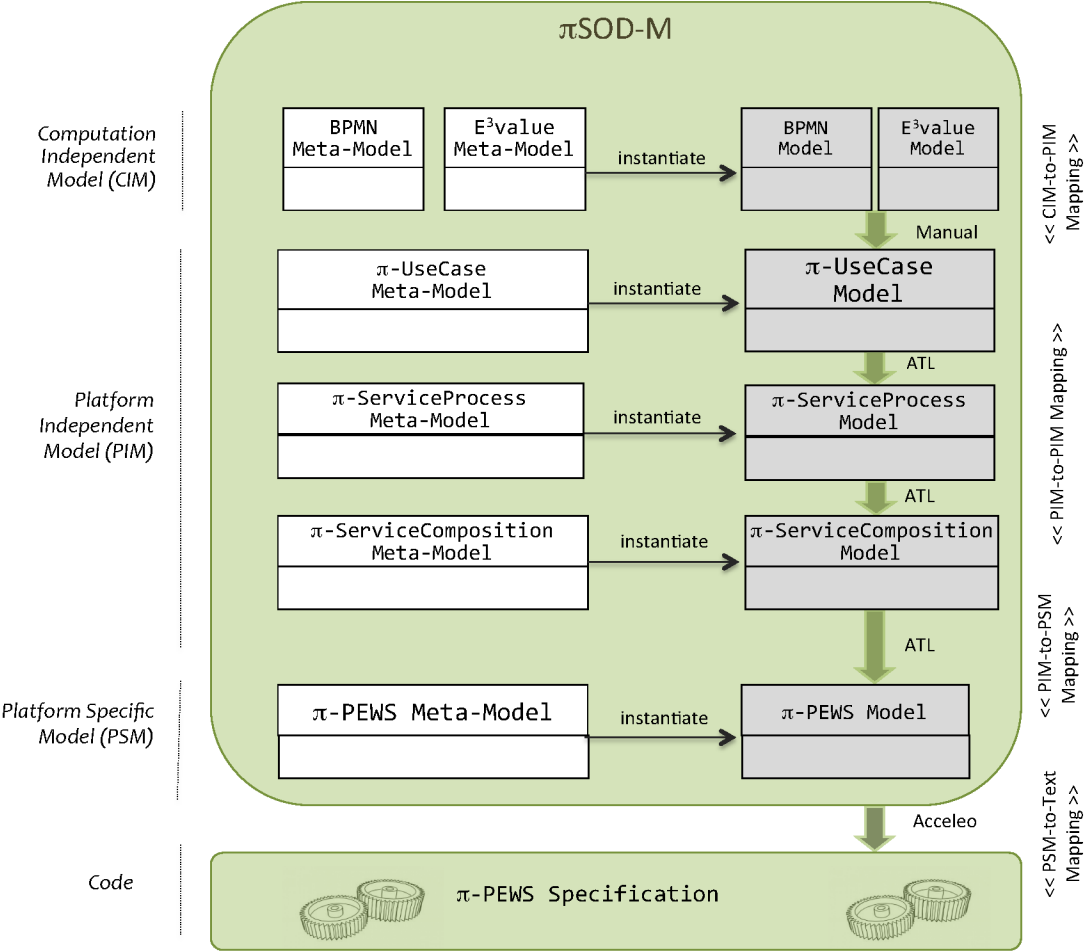 πSOD-M
Computation
Independent
Model (CIM)
BPMN
Meta-Model
E³value
Meta-Model
instantiate
BPMN
Model
E³value
Model
<< CIM-to-PIM
Mapping >>
Manual
π-UseCase
Meta-Model
instantiate
π-UseCase
Model
ATL
Platform
Independent
Model (PIM)
π-ServiceProcess
Meta-Model
instantiate
π-ServiceProcess
Model
<< PIM-to-PIM Mapping >>
ATL
π-ServiceComposition
Meta-Model
instantiate
π-ServiceComposition
Model
ATL
<< PIM-to-PSM
Mapping >>
Platform Specific
Model (PSM)
π-PEWS Meta-Model
instantiate
π-PEWS Model
Acceleo
<< PSM-to-Text
Mapping >>
Code
π-PEWS Specification